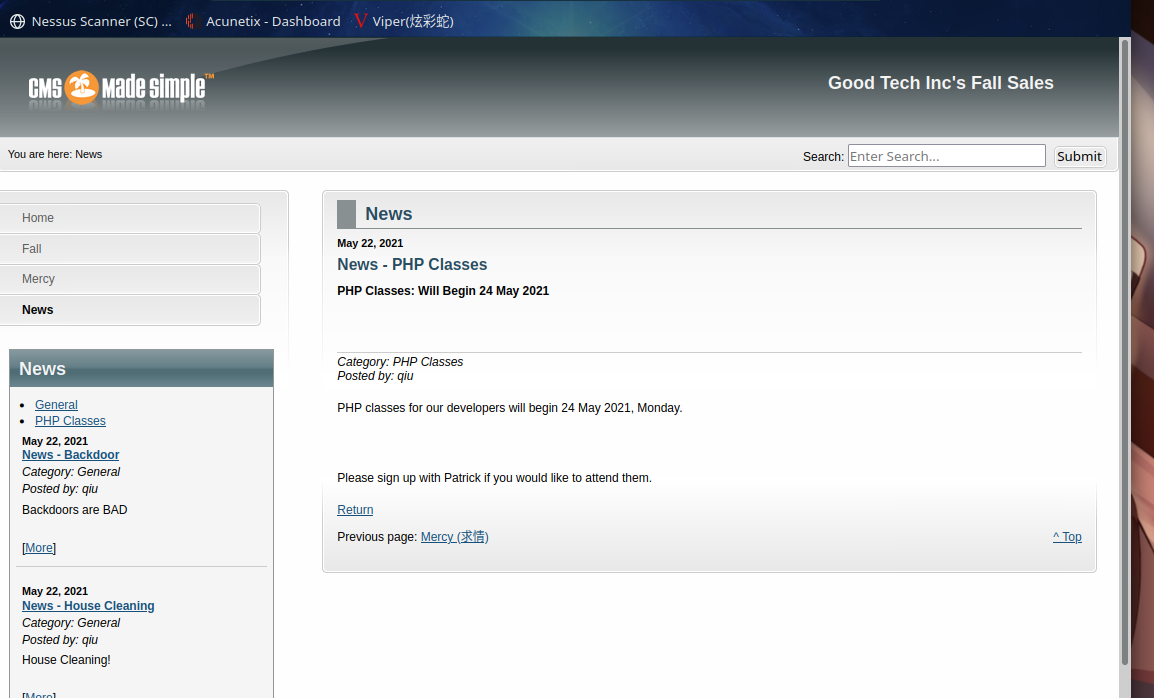 Nessus Scanner (SC) ... Acunetix - Dashboard Viper(炫彩蛇)
CMS made simple™
Good Tech Inc's Fall Sales
You are here: News
Search: Enter Search... Submit
Home
Fall
Mercy
News
News
General
PHP Classes
May 22, 2021
News - Backdoor
Category: General
Posted by: qiu
Backdoors are BAD
[More]
May 22, 2021
News - House Cleaning
Category: General
Posted by: qiu
House Cleaning!
[More]
News
May 22, 2021
News - PHP Classes
PHP Classes: Will Begin 24 May 2021
Category: PHP Classes
Posted by: qiu
PHP classes for our developers will begin 24 May 2021, Monday.
Please sign up with Patrick if you would like to attend them.
Return
Previous page: Mercy (求情)
^ Top